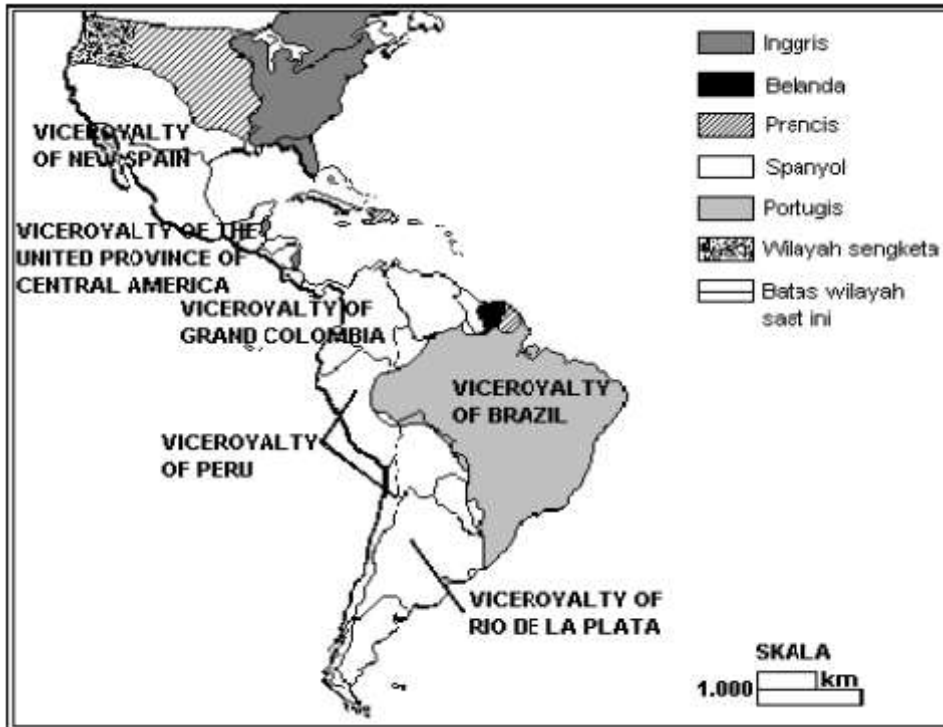 VICEROYALTY
OF NEW SPAIN
VICEROYALTY OF THE
UNITED PROVINCE OF
CENTRAL AMERICA
VICEROYALTY OF
GRAND COLOMBIA
VICEROYALTY
OF BRAZIL
VICEROYALTY
OF PERU
VICEROYALTY OF
RIO DE LA PLATA
Inggris
Belanda
Prancis
Spanyol
Portugis
Wilayah sengketa
Batas wilayah
saat ini
SKALA
1.000 km